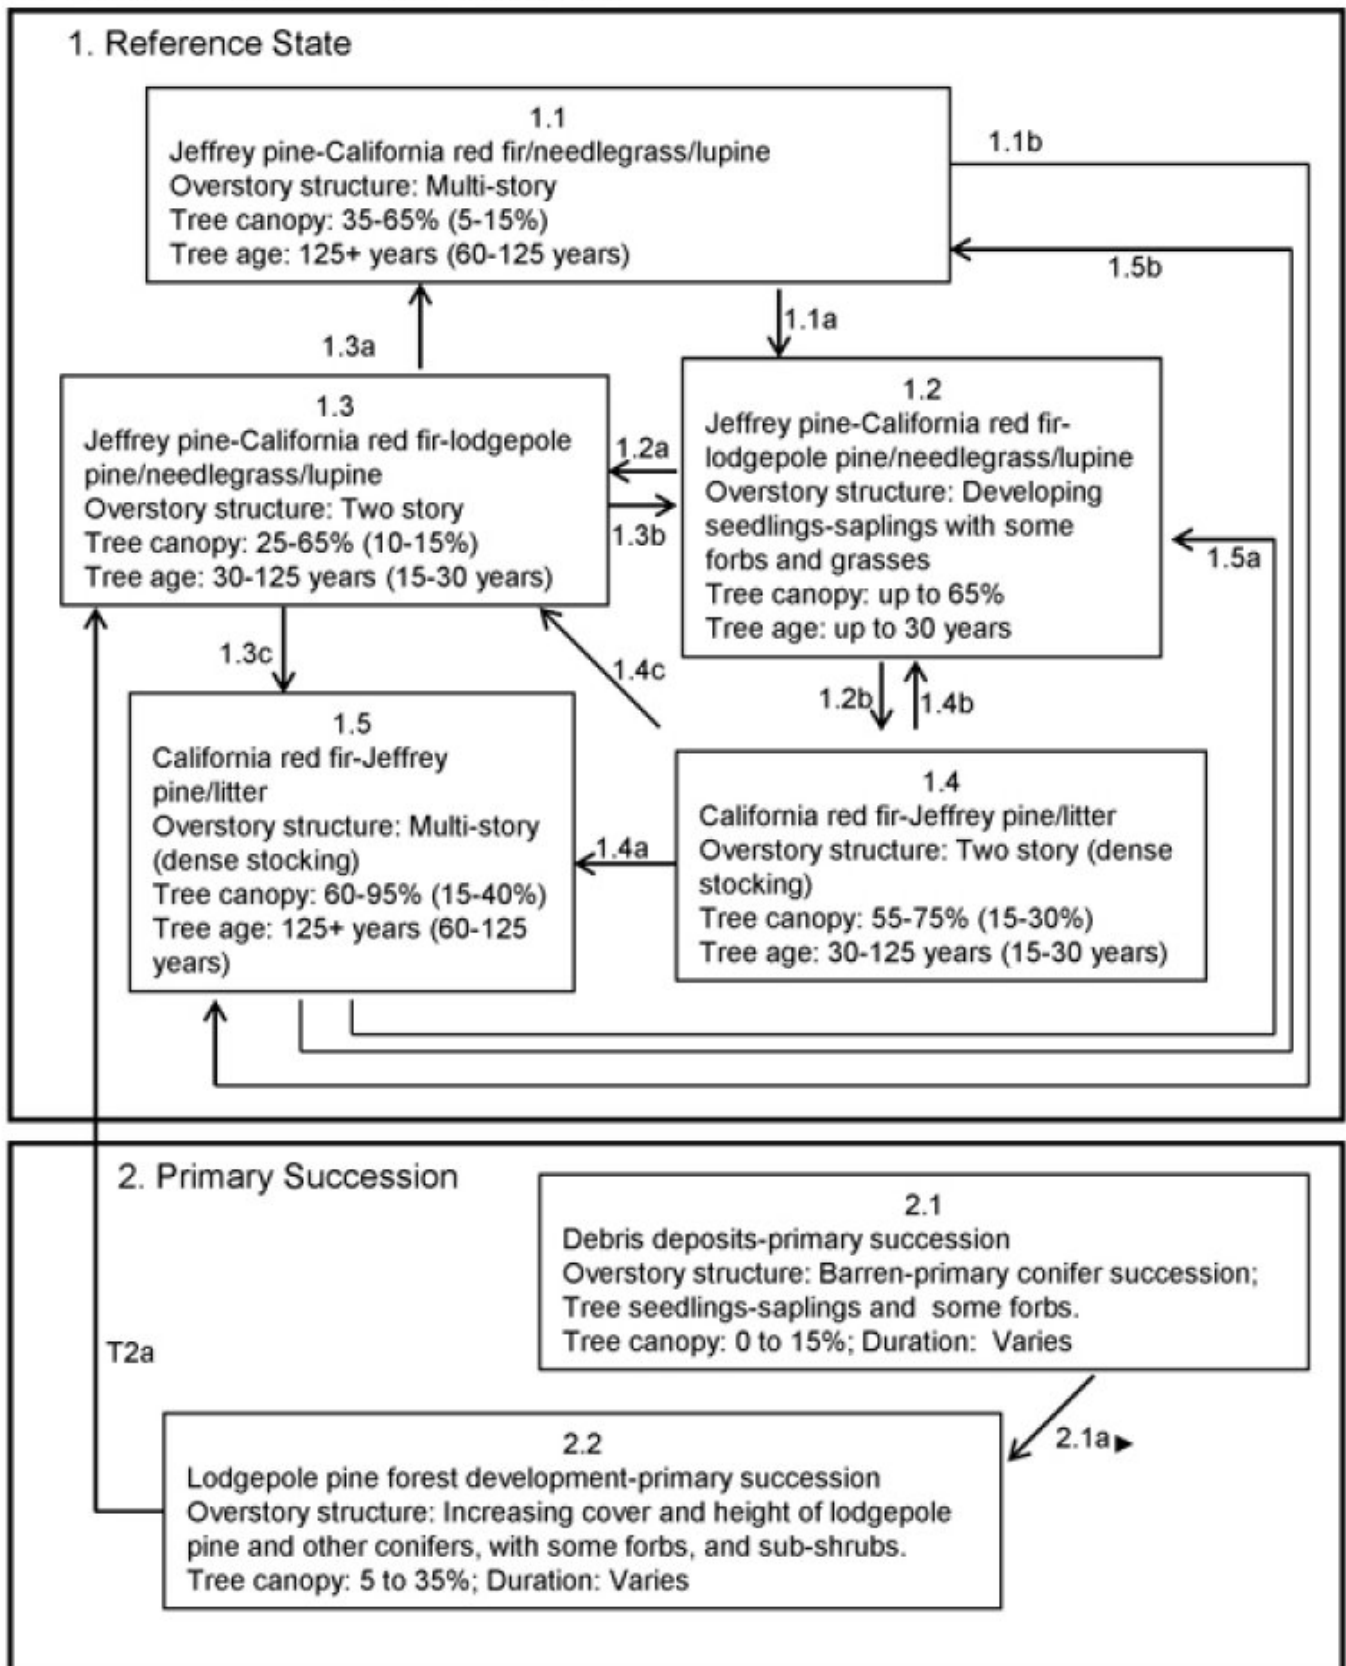 1. Reference State
1.1
Jeffrey pine-California red fir/needlegrass/lupine
Overstory structure: Multi-story
Tree canopy: 35-65% (5-15%)
Tree age: 125+ years (60-125 years)
1.1b
1.5b
1.1a
1.3a
1.2
Jeffrey pine-California red fir-
lodgepole pine/needlegrass/lupine
Overstory structure: Developing
seedlings-saplings with some
forbs and grasses
Tree canopy: up to 65%
Tree age: up to 30 years
1.3
Jeffrey pine-California red fir-lodgepole
pine/needlegrass/lupine
Overstory structure: Two story
Tree canopy: 25-65% (10-15%)
Tree age: 30-125 years (15-30 years)
1.2a
1.3b
1.5a
1.3c
1.4c
1.2b
1.4b
1.5
California red fir-Jeffrey
pine/litter
Overstory structure: Multi-story
(dense stocking)
Tree canopy: 60-95% (15-40%)
Tree age: 125+ years (60-125
years)
1.4a
1.4
California red fir-Jeffrey pine/litter
Overstory structure: Two story (dense
stocking)
Tree canopy: 55-75% (15-30%)
Tree age: 30-125 years (15-30 years)
2. Primary Succession
2.1
Debris deposits-primary succession
Overstory structure: Barren-primary conifer succession;
Tree seedlings-saplings and  some forbs.
Tree canopy: 0 to 15%; Duration:  Varies
T2a
2.1a
2.2
Lodgepole pine forest development-primary succession
Overstory structure: Increasing cover and height of lodgepole
pine and other conifers, with some forbs, and sub-shrubs.
Tree canopy: 5 to 35%; Duration: Varies